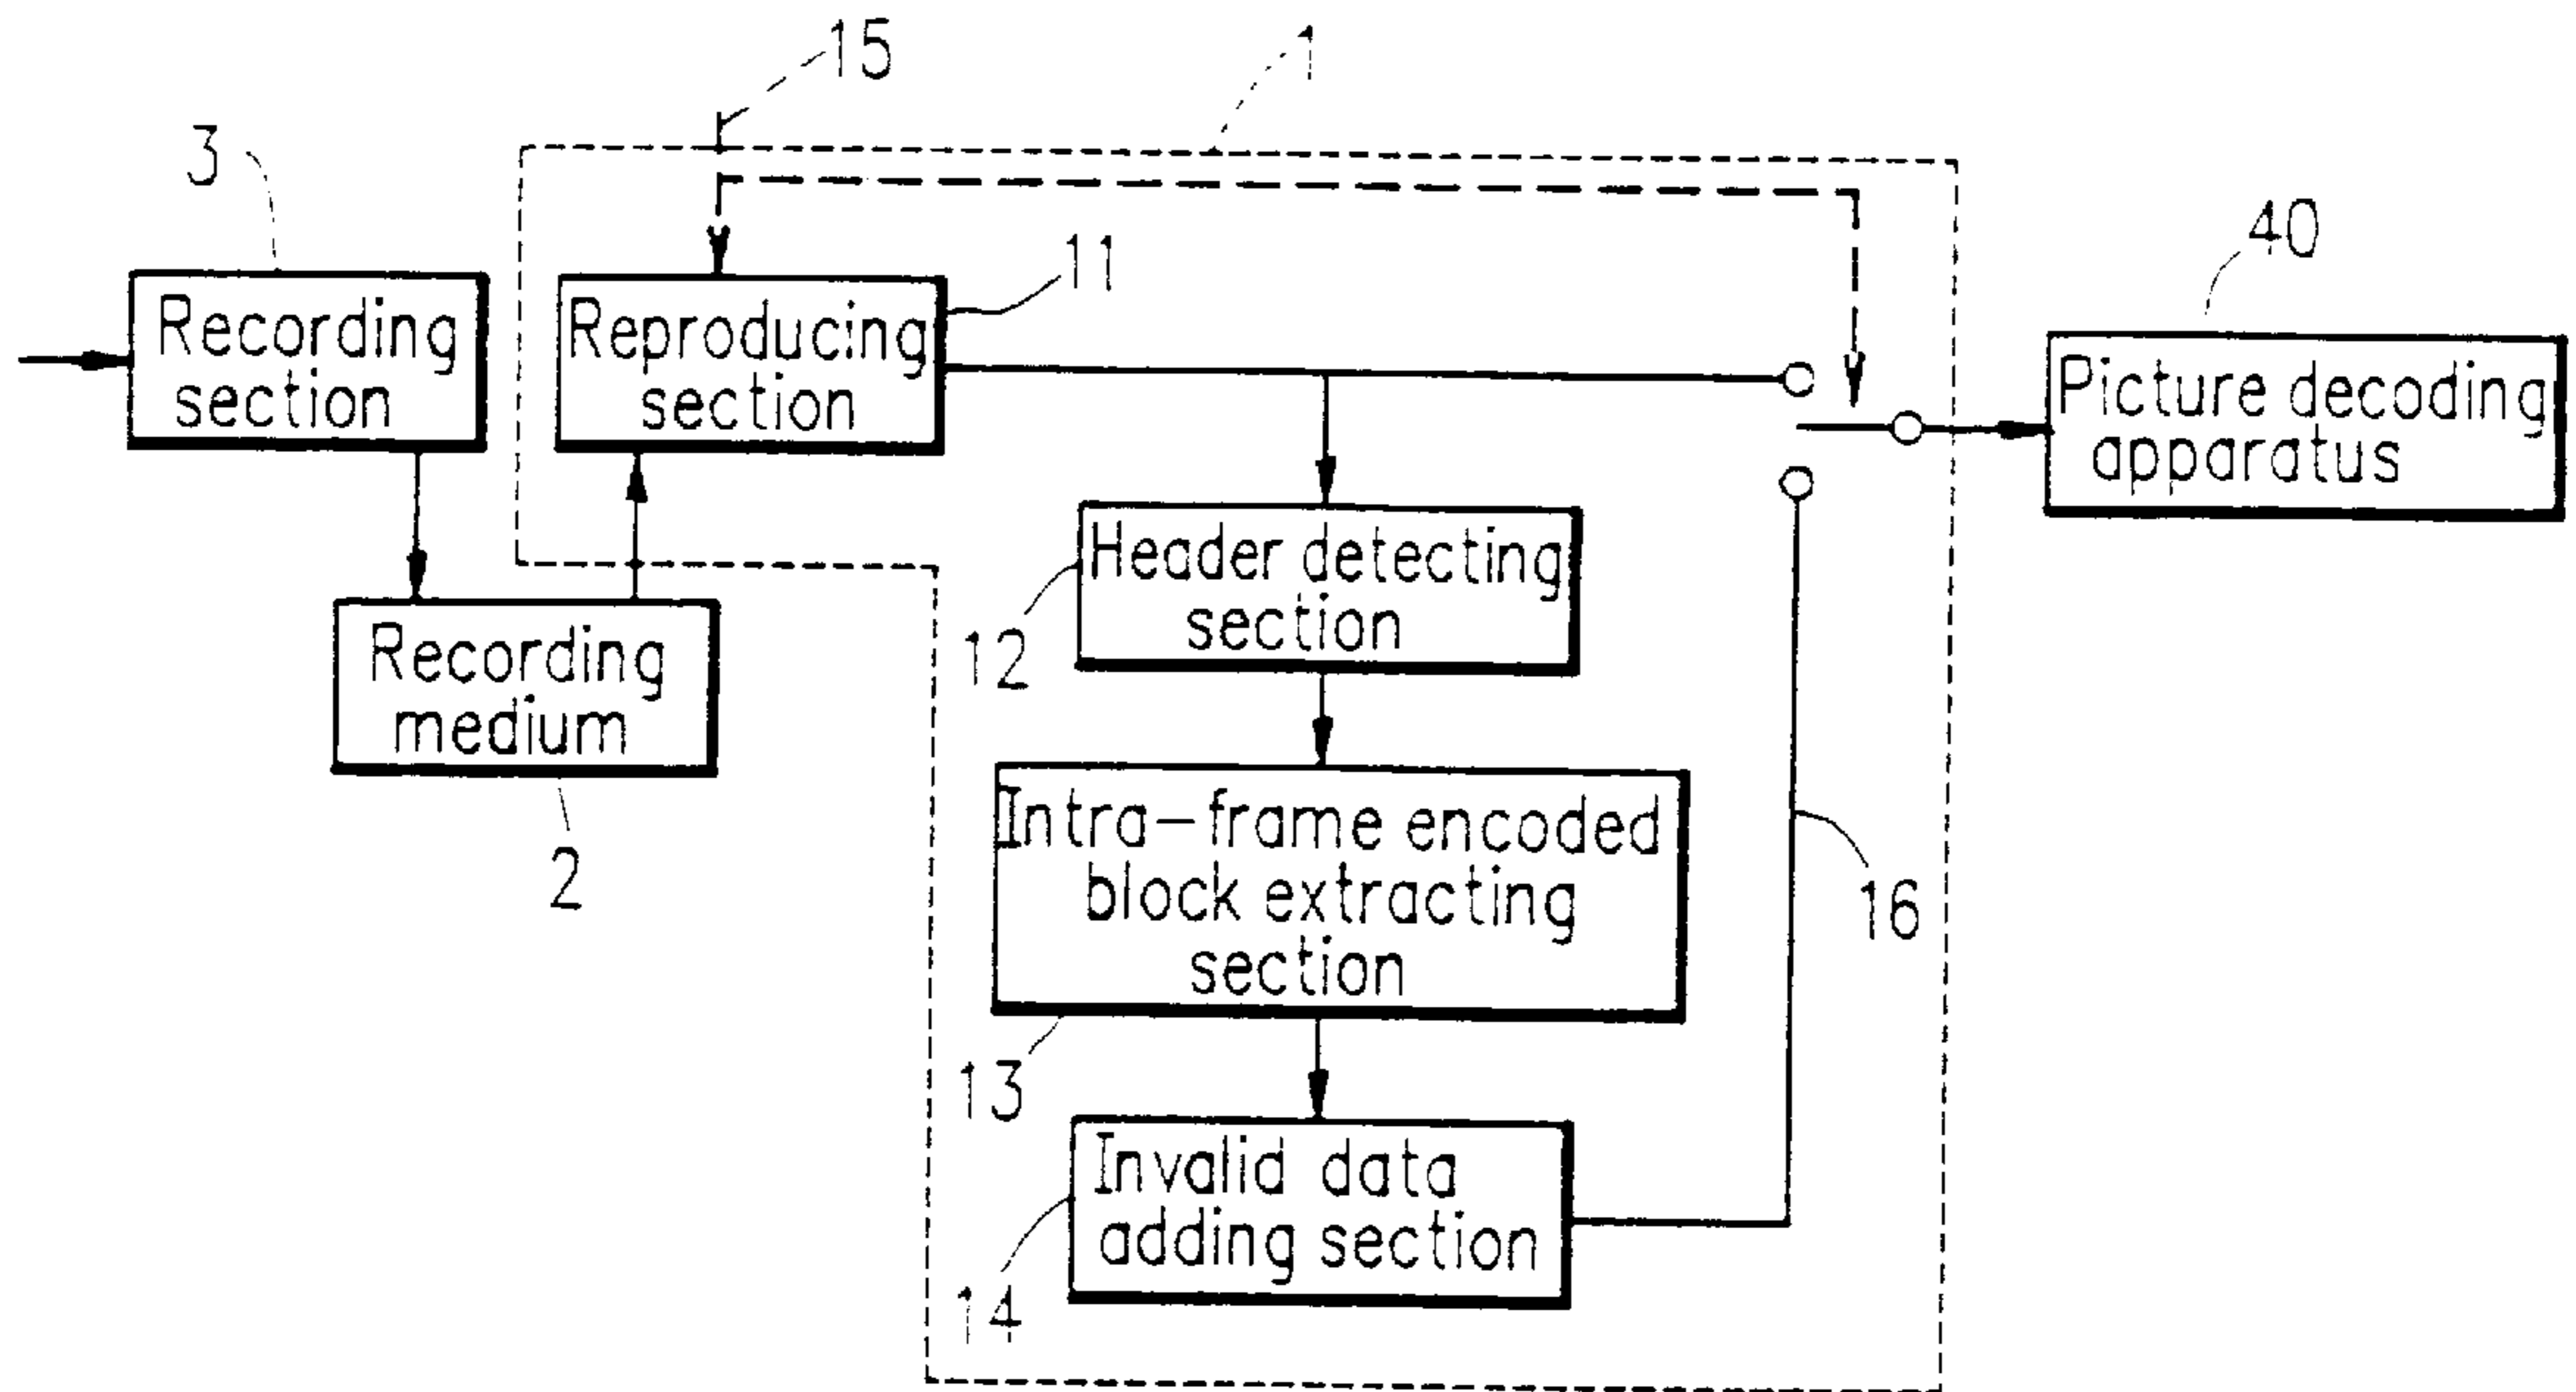 15
1
3
Recording
section
Reproducing
section
11
40
Picture decoding
apparatus
Recording
medium
2
Header detecting
section
12
Intra-frame encoded
block extracting
section
13
16
Invalid data
adding section
14